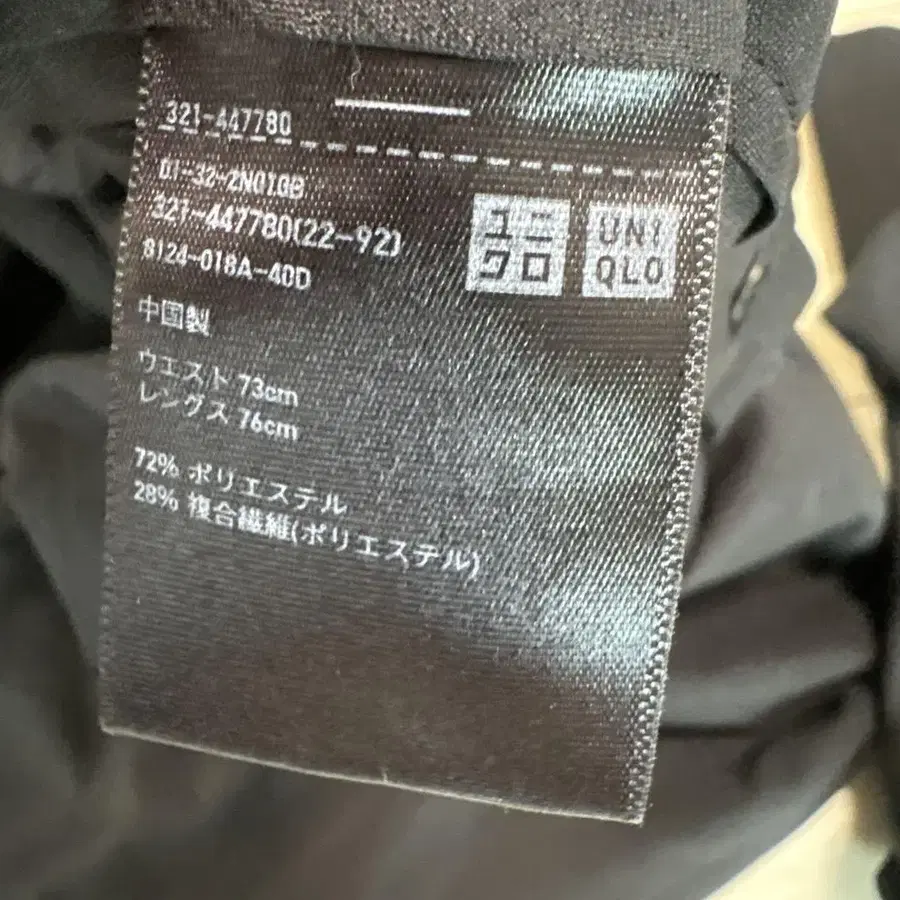 321-447780
01-32-2N010B
321-447780(22-92)
8124-018A-40D
ユニ
クロ
UNI
QLO
中国製
ウエスト 73cm
レングス 76cm
72% ポリエステル
28% 複合繊維(ポリエステル)